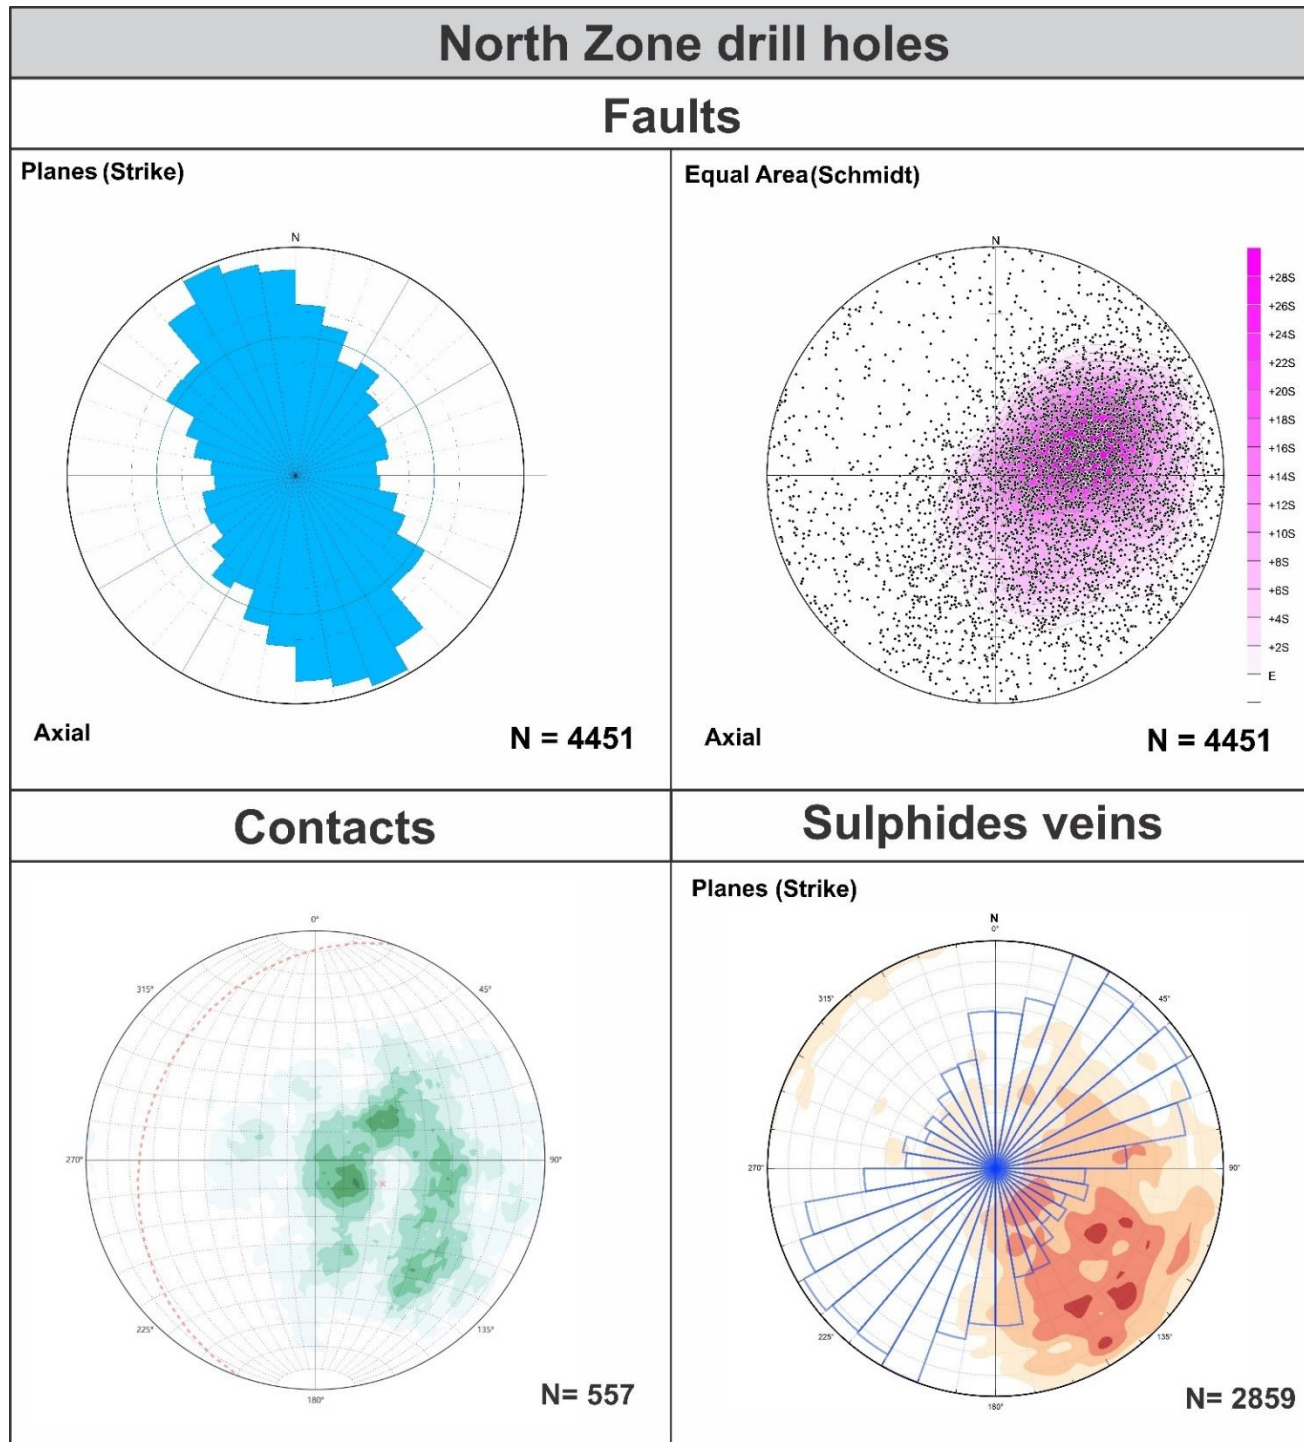 North Zone drill holes
Faults
Planes (Strike)
N
Axial
N = 4451
Equal Area(Schmidt)
N
+28S
+26S
+24S
+22S
+20S
+18S
+16S
+14S
+12S
+10S
+8S
+6S
+4S
+2S
E
Axial
N = 4451
Contacts
0°
315°
45°
270°
90°
225°
135°
180°
N= 557
Sulphides veins
Planes (Strike)
N
0°
315°
45°
270°
90°
225°
135°
180°
N= 2859